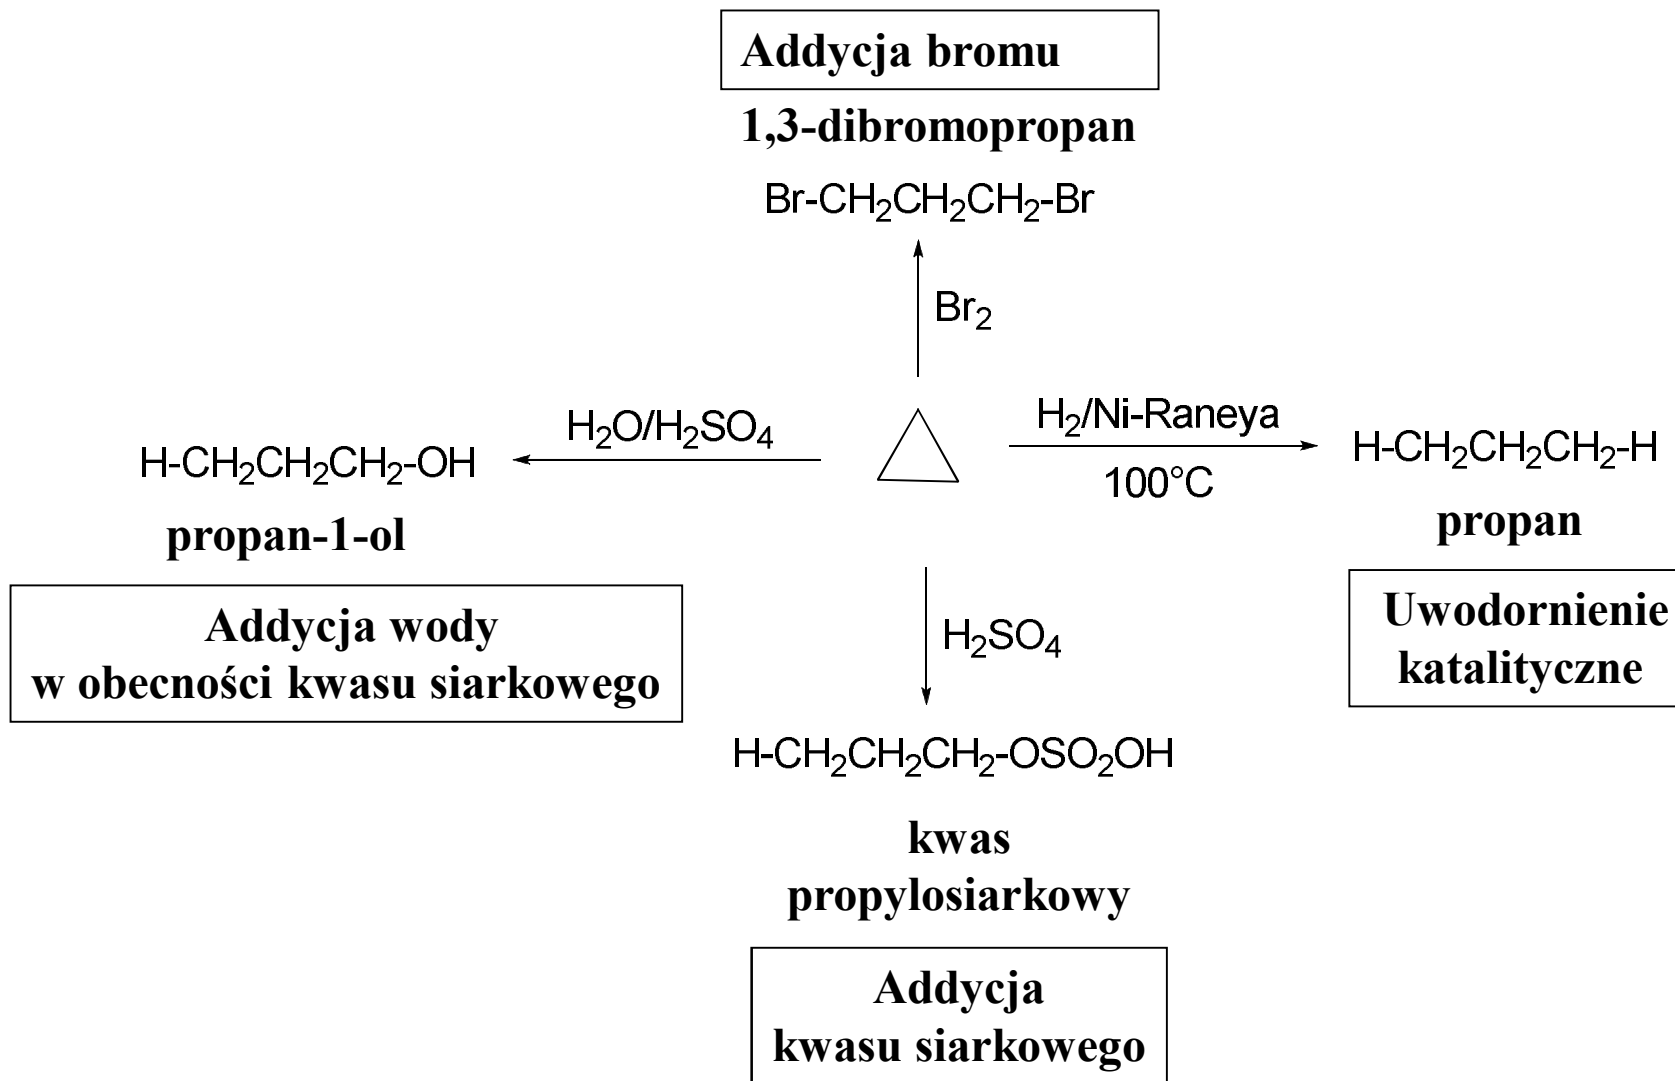 Addycja bromu
1,3-dibromopropan
Br-CH₂CH₂CH₂-Br
Br₂
H₂O/H₂SO₄
H-CH₂CH₂CH₂-OH
propan-1-ol
Addycja wody
w obecności kwasu siarkowego
H₂/Ni-Raneya
100°C
H-CH₂CH₂CH₂-H
propan
Uwodornienie
katalityczne
H₂SO₄
H-CH₂CH₂CH₂-OSO₂OH
kwas
propylosiarkowy
Addycja
kwasu siarkowego